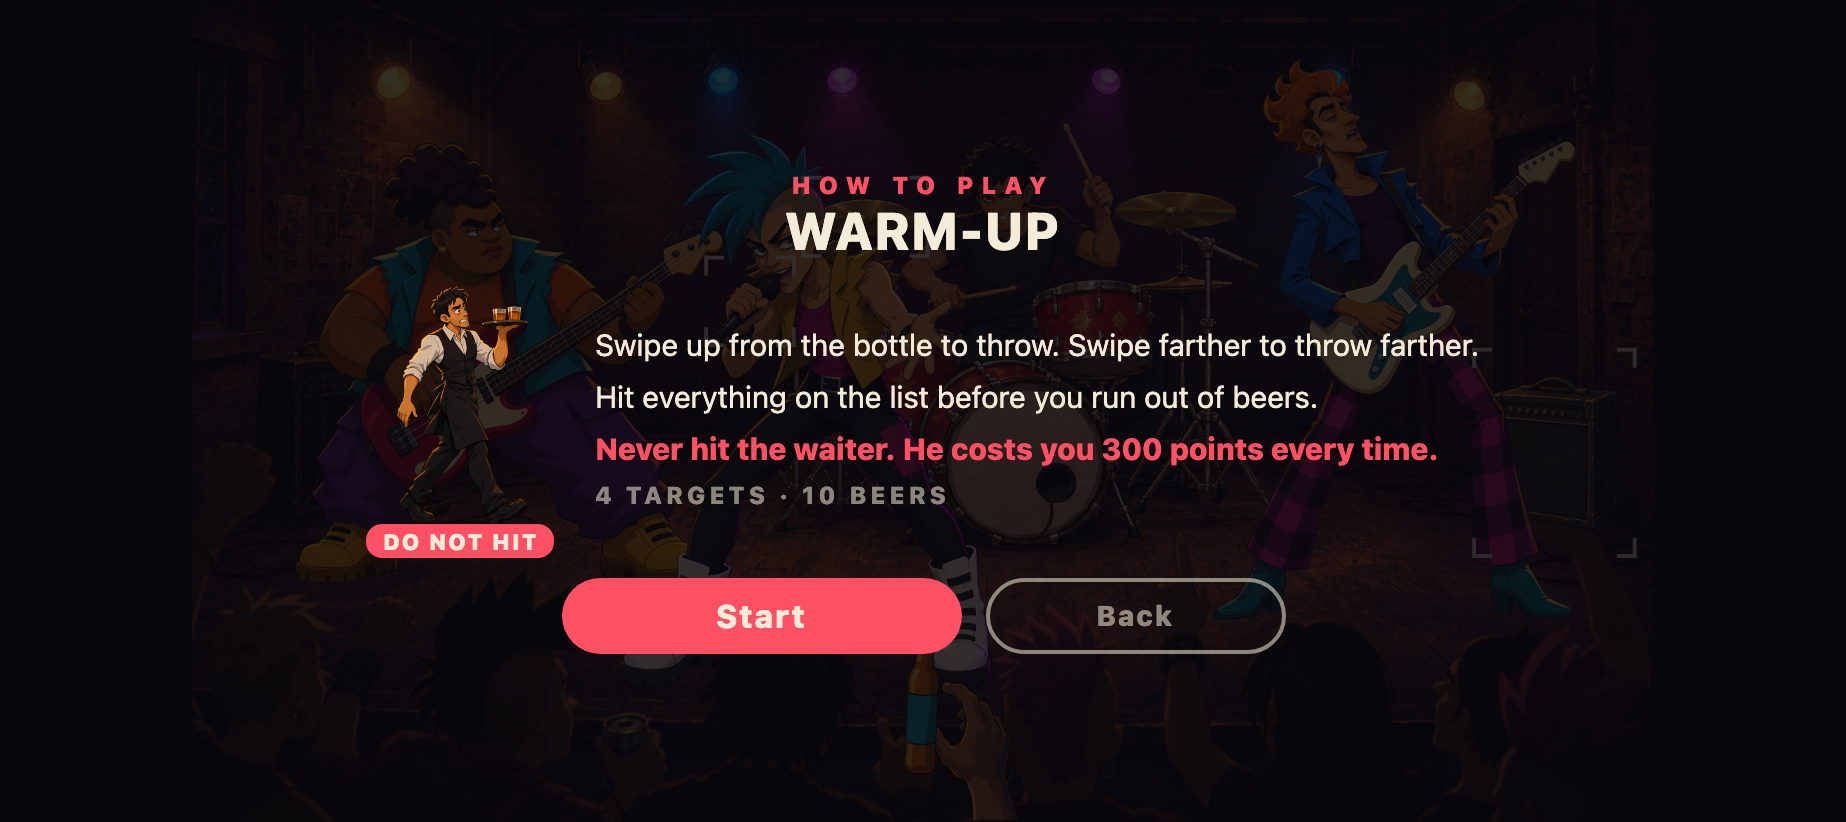 HOW TO PLAY
WARM-UP
Swipe up from the bottle to throw. Swipe farther to throw farther.
Hit everything on the list before you run out of beers.
Never hit the waiter. He costs you 300 points every time.
4 TARGETS · 10 BEERS
DO NOT HIT
Start
Back